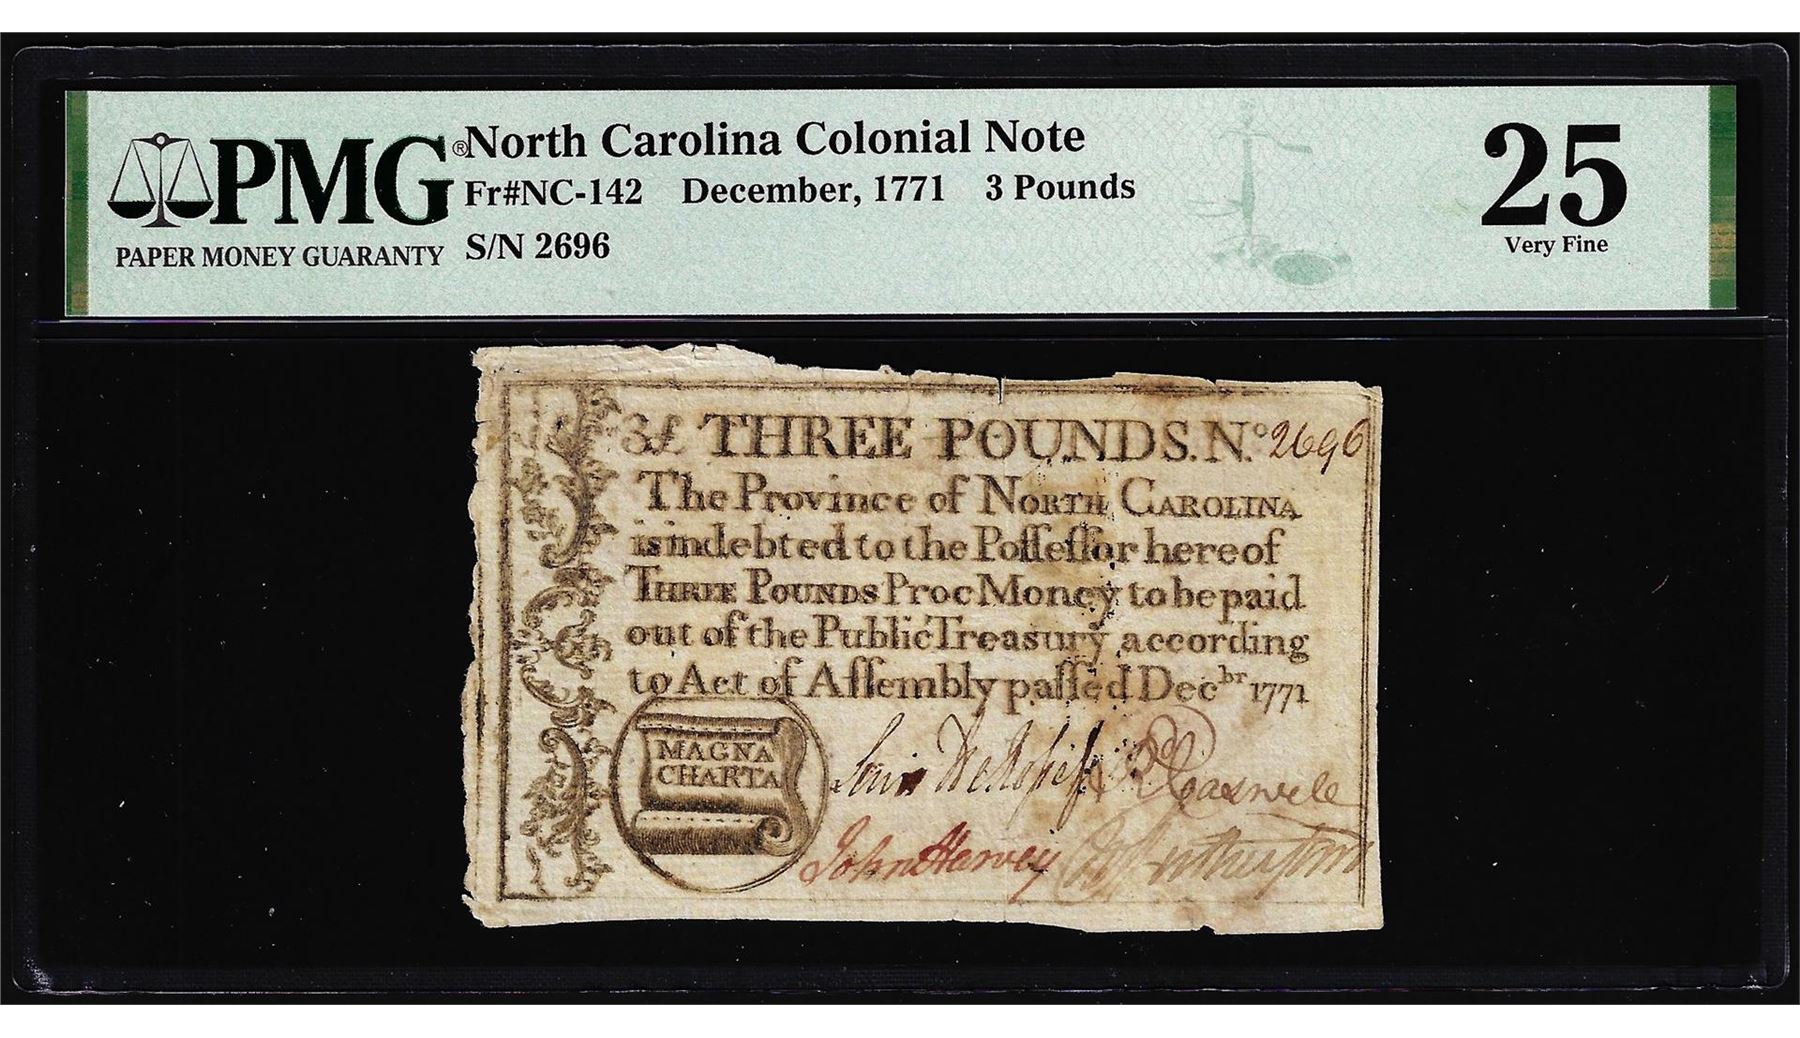 PMG®
PAPER MONEY GUARANTY
North Carolina Colonial Note
Fr#NC-142 December, 1771 3 Pounds
S/N 2696
25
Very Fine
3£ THREE POUNDS. N.º 2696
The Province of NORTH CAROLINA
is indebted to the Poſſeſſor hereof
THREE POUNDS Proc Money to be paid
out of the Public Treasury according
to Act of Aſſembly paſſed Decbr 1771
MAGNA
CHARTA
Caswell
John Harvey